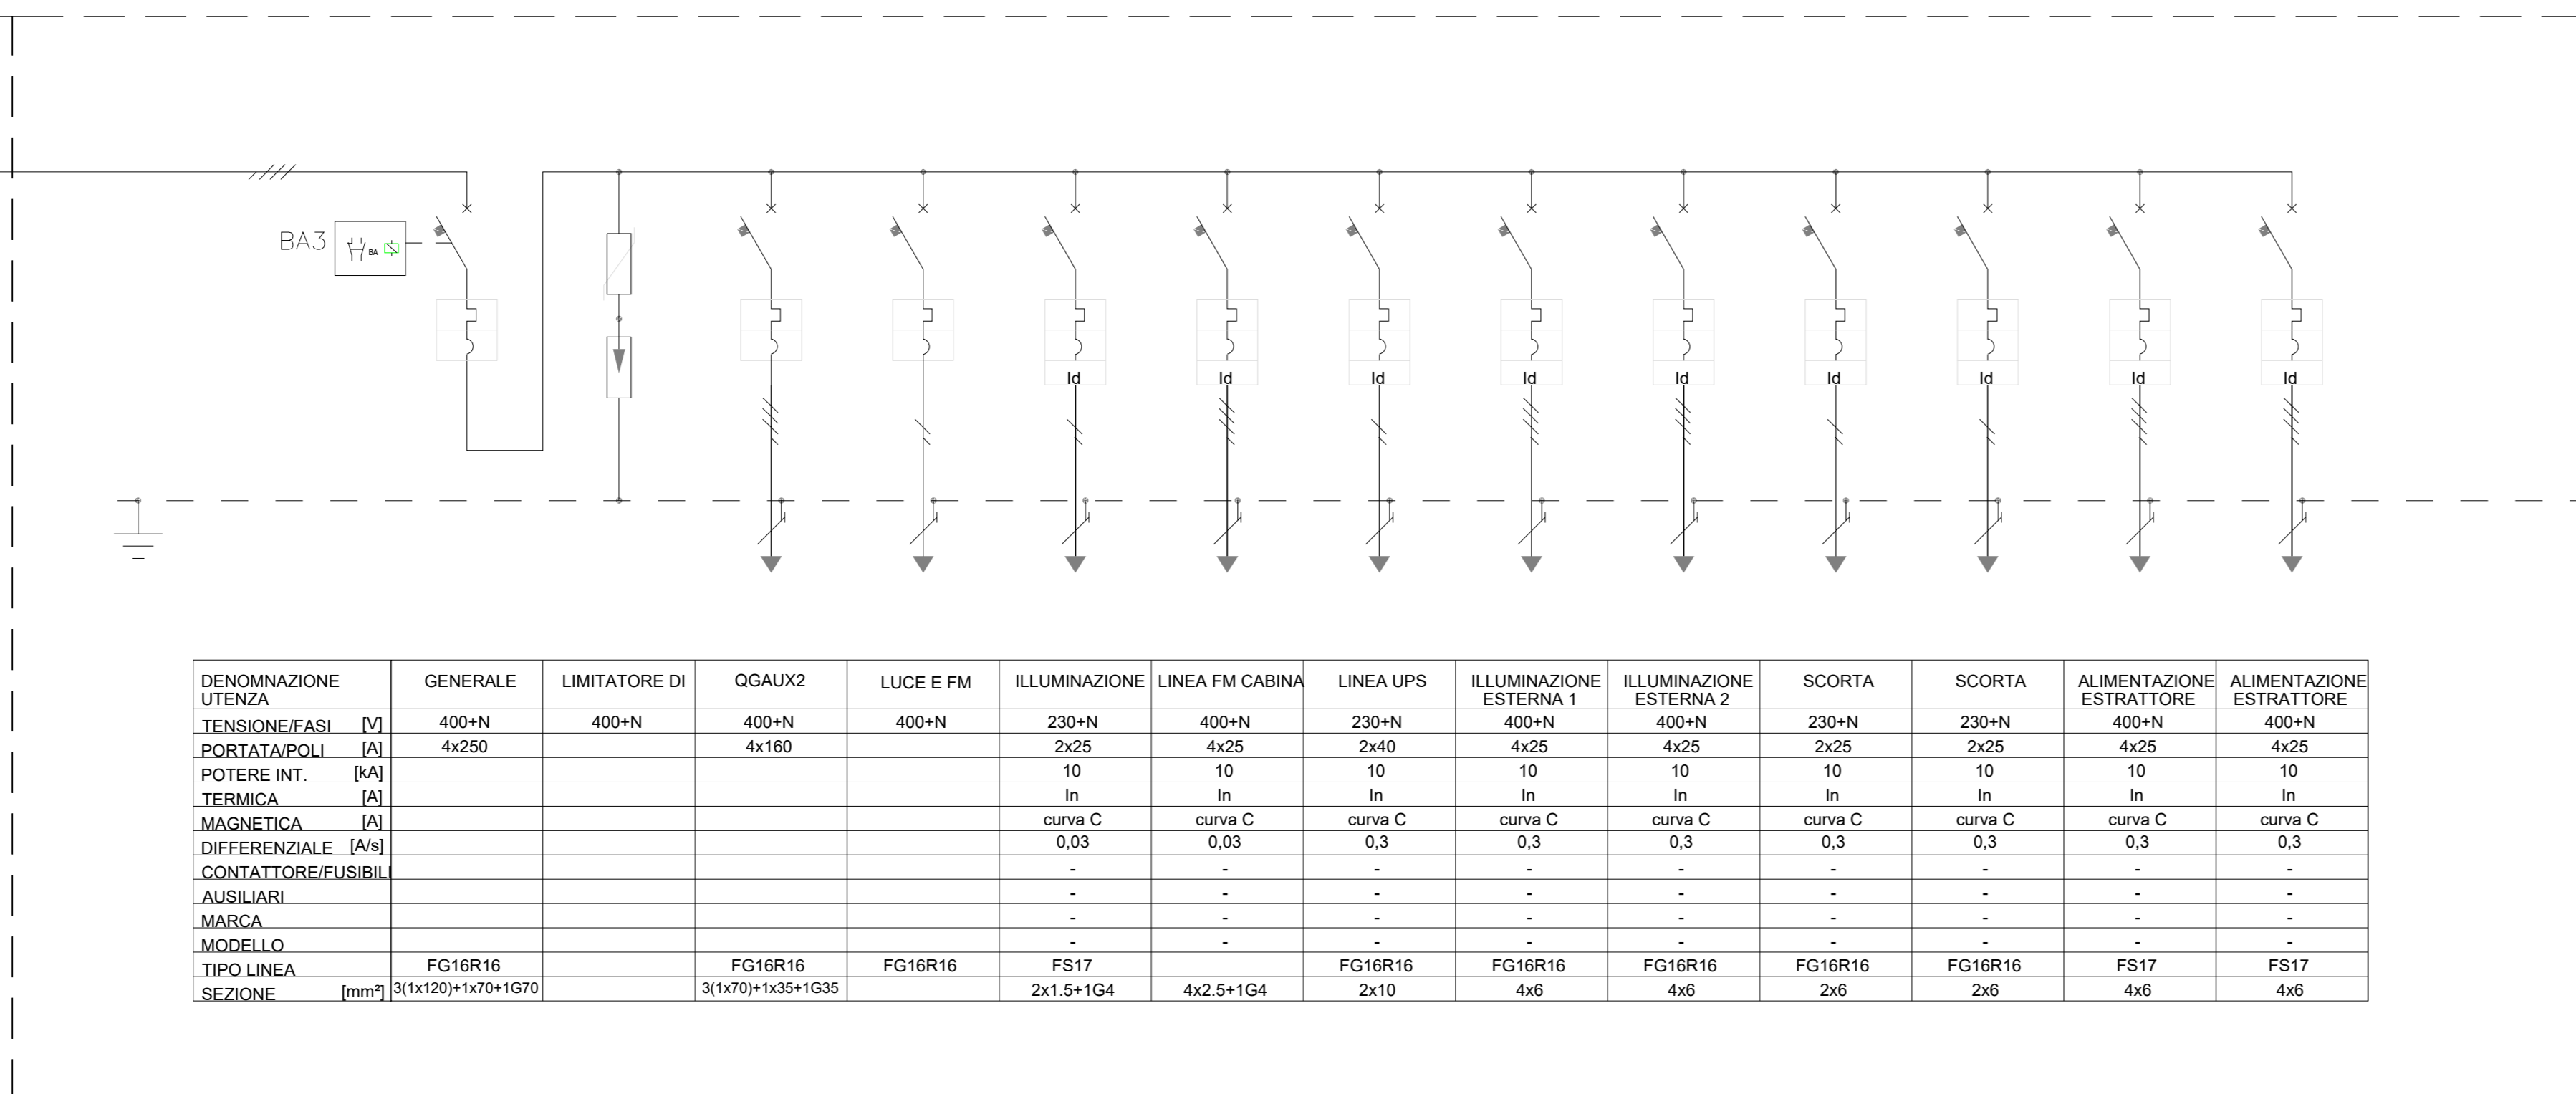 BA3
BA
Id Id Id Id Id Id Id Id Id
DENOMNAZIONE UTENZA GENERALE LIMITATORE DI QGAUX2 LUCE E FM ILLUMINAZIONE LINEA FM CABINA LINEA UPS ILLUMINAZIONE ESTERNA 1 ILLUMINAZIONE ESTERNA 2 SCORTA SCORTA ALIMENTAZIONE ESTRATTORE ALIMENTAZIONE ESTRATTORE
TENSIONE/FASI [V] 400+N 400+N 400+N 400+N 230+N 400+N 230+N 400+N 400+N 230+N 230+N 400+N 400+N
PORTATA/POLI [A] 4x250 4x160 2x25 4x25 2x40 4x25 4x25 2x25 2x25 4x25 4x25
POTERE INT. [kA] 10 10 10 10 10 10 10 10 10
TERMICA [A] In In In In In In In In In
MAGNETICA [A] curva C curva C curva C curva C curva C curva C curva C curva C curva C
DIFFERENZIALE [A/s] 0,03 0,03 0,3 0,3 0,3 0,3 0,3 0,3 0,3
CONTATTORE/FUSIBILI - - - - - - - - -
AUSILIARI - - - - - - - - -
MARCA - - - - - - - - -
MODELLO - - - - - - - - -
TIPO LINEA FG16R16 FG16R16 FG16R16 FS17 FG16R16 FG16R16 FG16R16 FG16R16 FG16R16 FS17 FS17
SEZIONE [mm²] 3(1x120)+1x70+1G70 3(1x70)+1x35+1G35 2x1.5+1G4 4x2.5+1G4 2x10 4x6 4x6 2x6 2x6 4x6 4x6